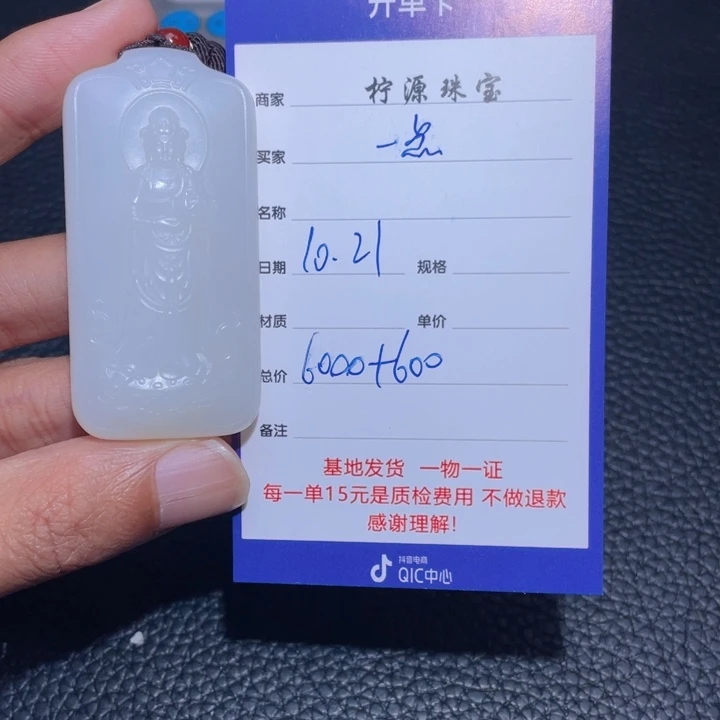 开单卡
商家 柠源珠宝
买家 一点
名称
日期 10.21 规格
材质 单价
总价 6000+600
备注
基地发货 一物一证
每一单15元是质检费用 不做退款
感谢理解!
抖音电商
QIC中心